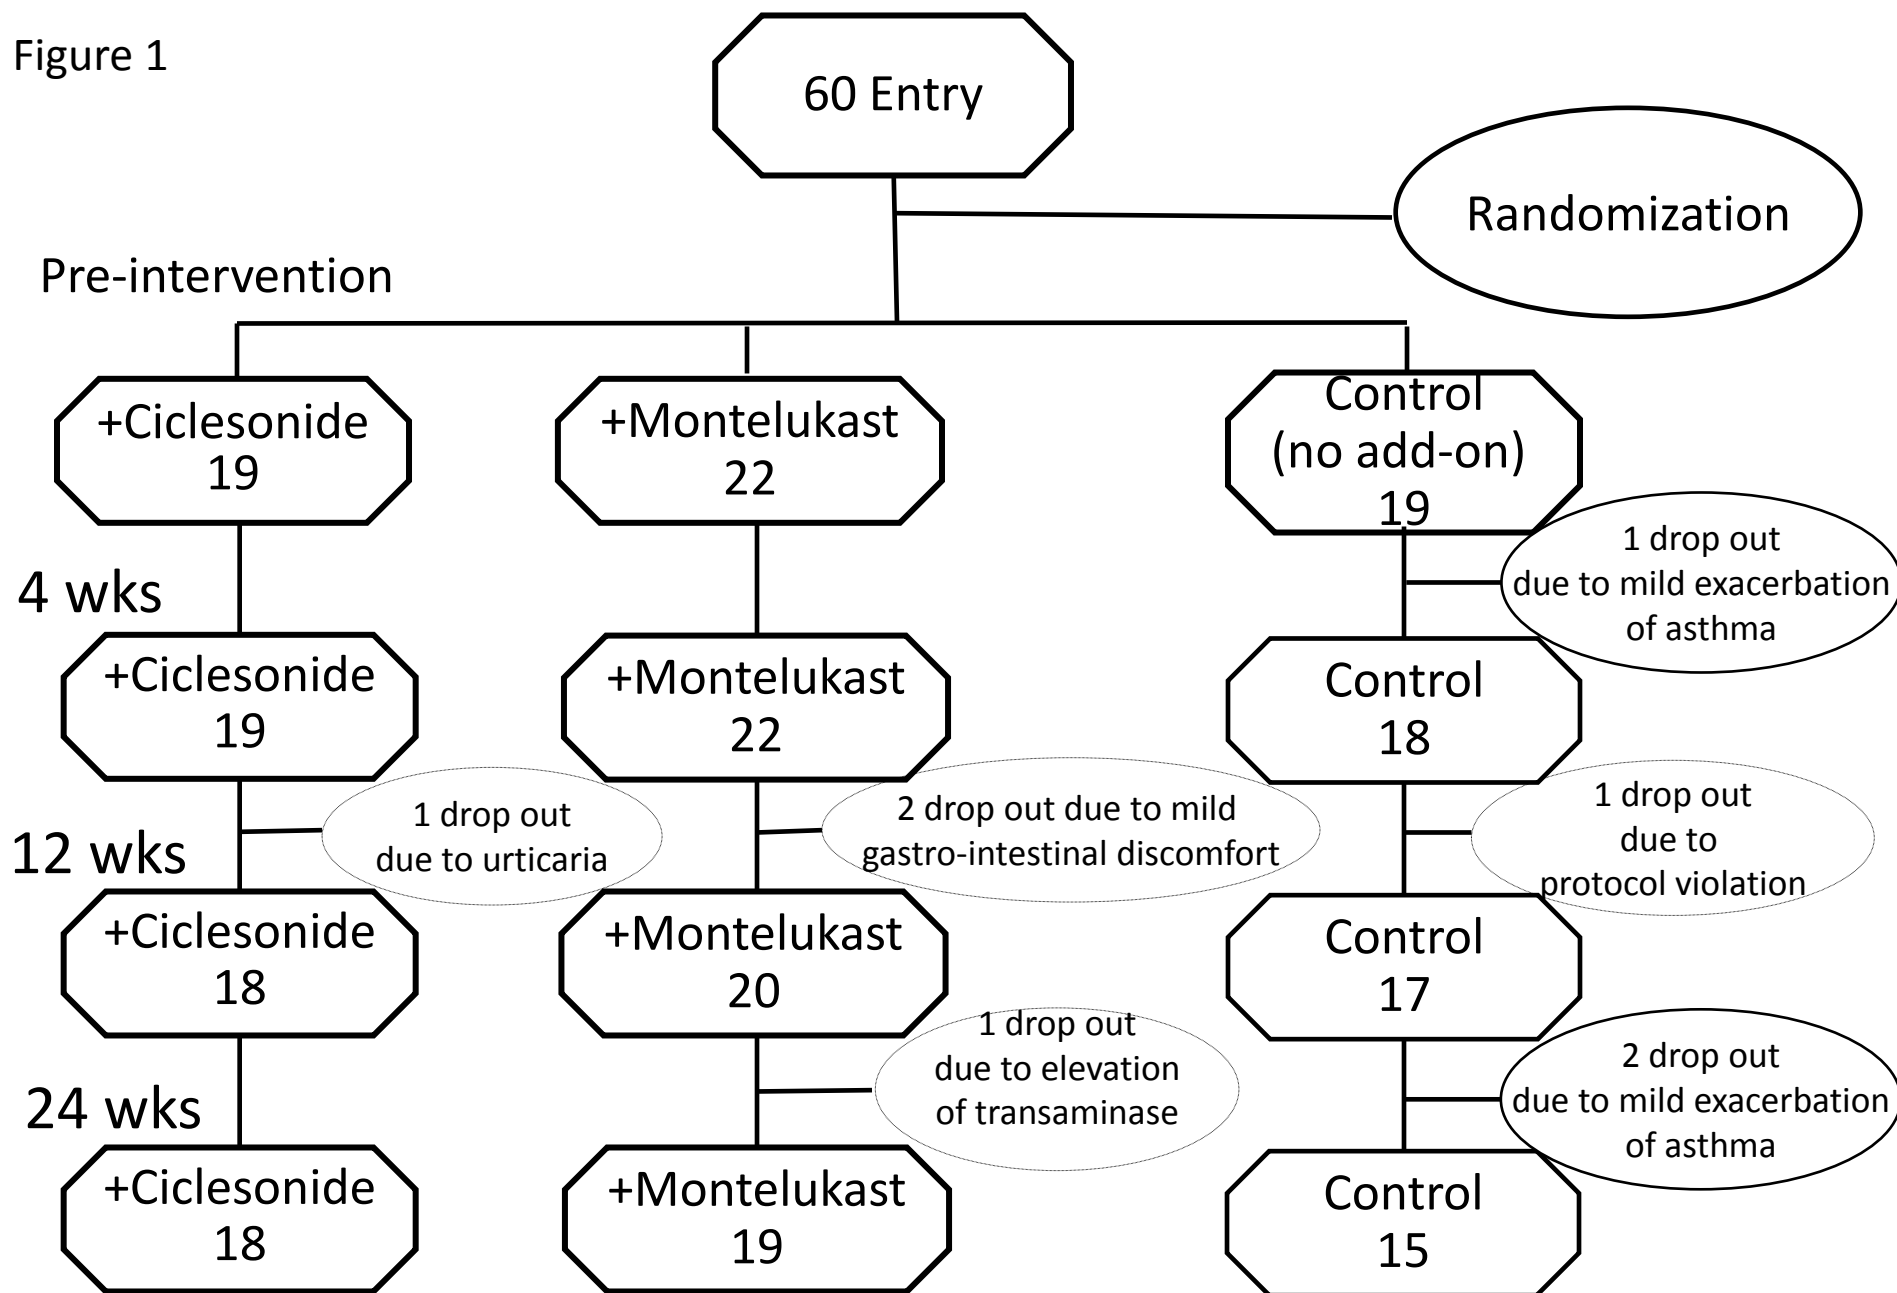 Figure 1
60 Entry
Randomization
Pre-intervention
+Ciclesonide
19
+Montelukast
22
Control
(no add-on)
19
1 drop out
due to mild exacerbation
of asthma
4 wks
+Ciclesonide
19
+Montelukast
22
Control
18
1 drop out
due to urticaria
2 drop out due to mild
gastro-intestinal discomfort
1 drop out
due to
protocol violation
12 wks
+Ciclesonide
18
+Montelukast
20
Control
17
1 drop out
due to elevation
of transaminase
2 drop out
due to mild exacerbation
of asthma
24 wks
+Ciclesonide
18
+Montelukast
19
Control
15